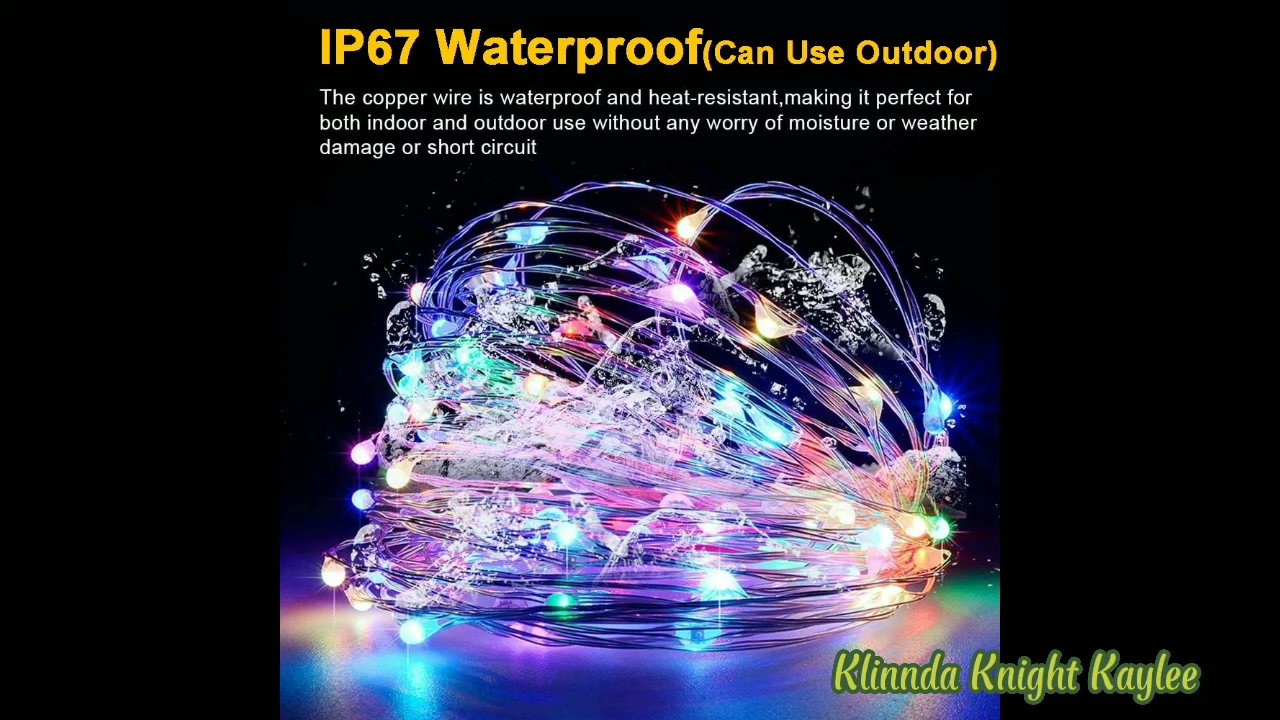 IP67 Waterproof(Can Use Outdoor)
The copper wire is waterproof and heat-resistant,making it perfect for
both indoor and outdoor use without any worry of moisture or weather
damage or short circuit
Klinnda Knight Kaylee